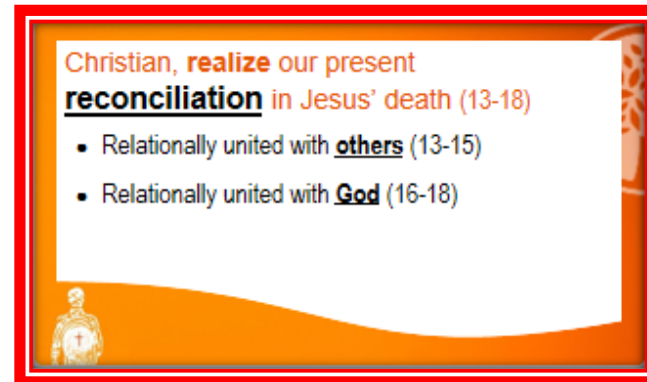 Christian, realize our present
reconciliation in Jesus' death (13-18)
• Relationally united with others (13-15)
• Relationally united with God (16-18)